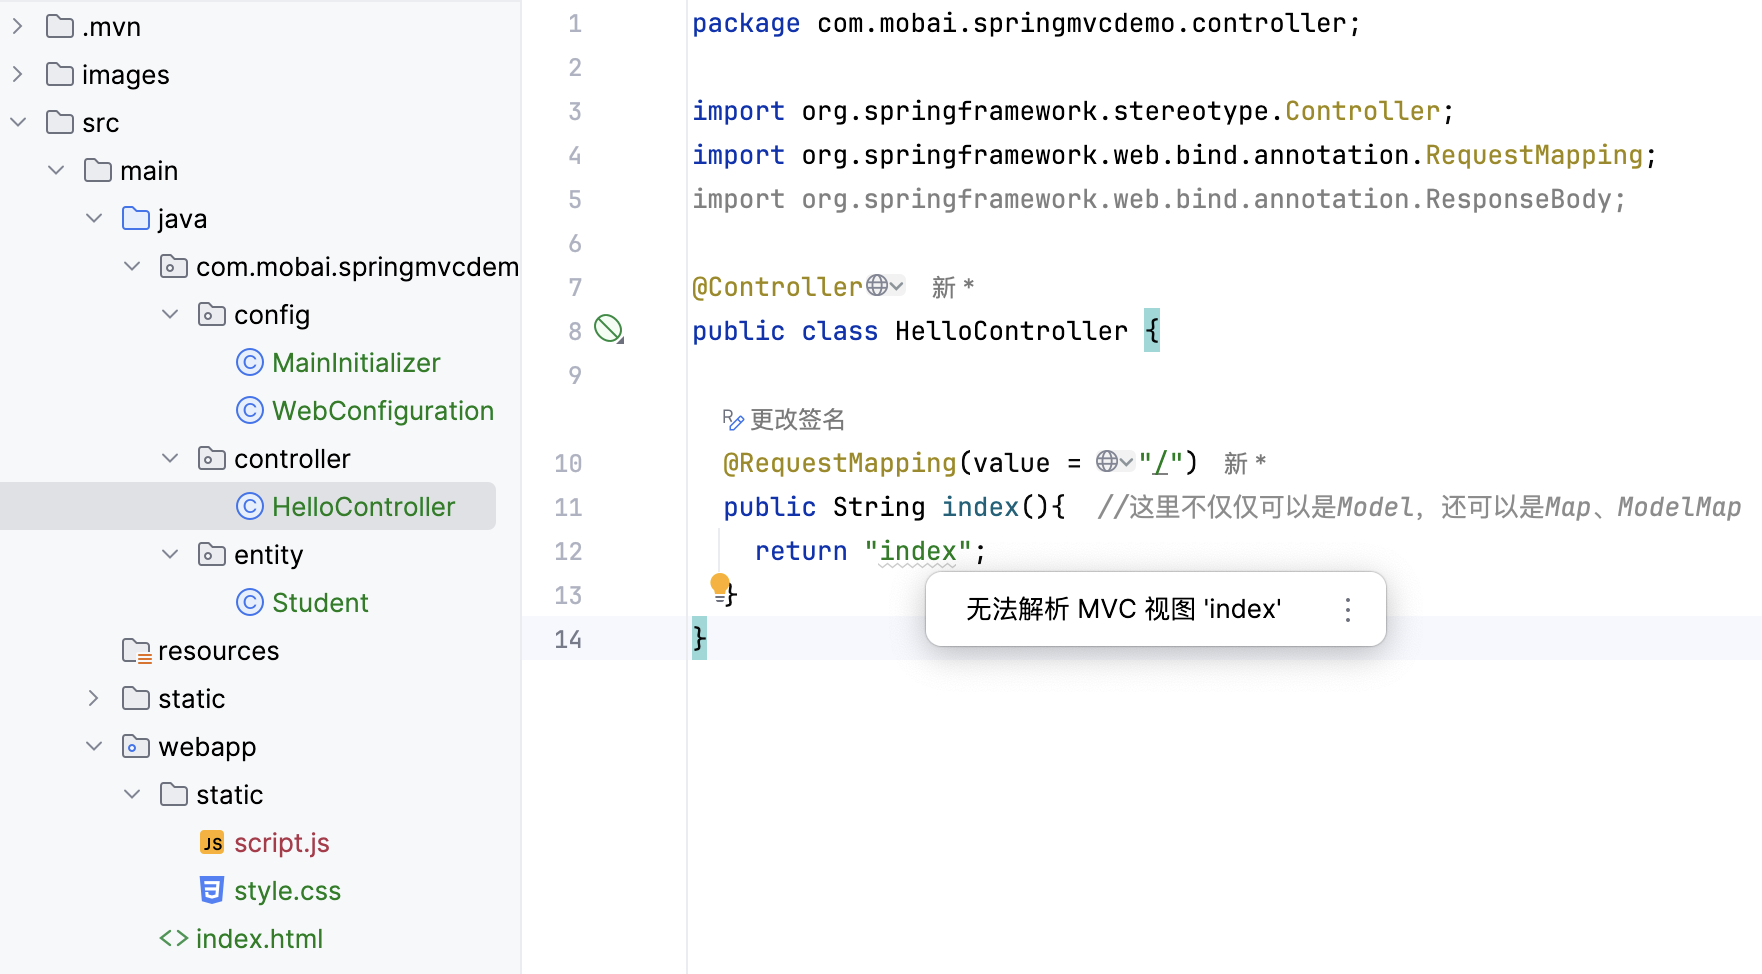 .mvn
images
src
main
java
com.mobai.springmvcdem
config
MainInitializer
WebConfiguration
controller
HelloController
entity
Student
resources
static
webapp
static
JS script.js
style.css
<> index.html
1 package com.mobai.springmvcdemo.controller;
2
3 import org.springframework.stereotype.Controller;
4 import org.springframework.web.bind.annotation.RequestMapping;
5 import org.springframework.web.bind.annotation.ResponseBody;
6
7 @Controller 新 *
8 public class HelloController {
9
更改签名
10 @RequestMapping(value = "/") 新 *
11 public String index(){ //这里不仅仅可以是Model，还可以是Map、ModelMap
12 return "index";
13 }
无法解析 MVC 视图 'index'
14 }